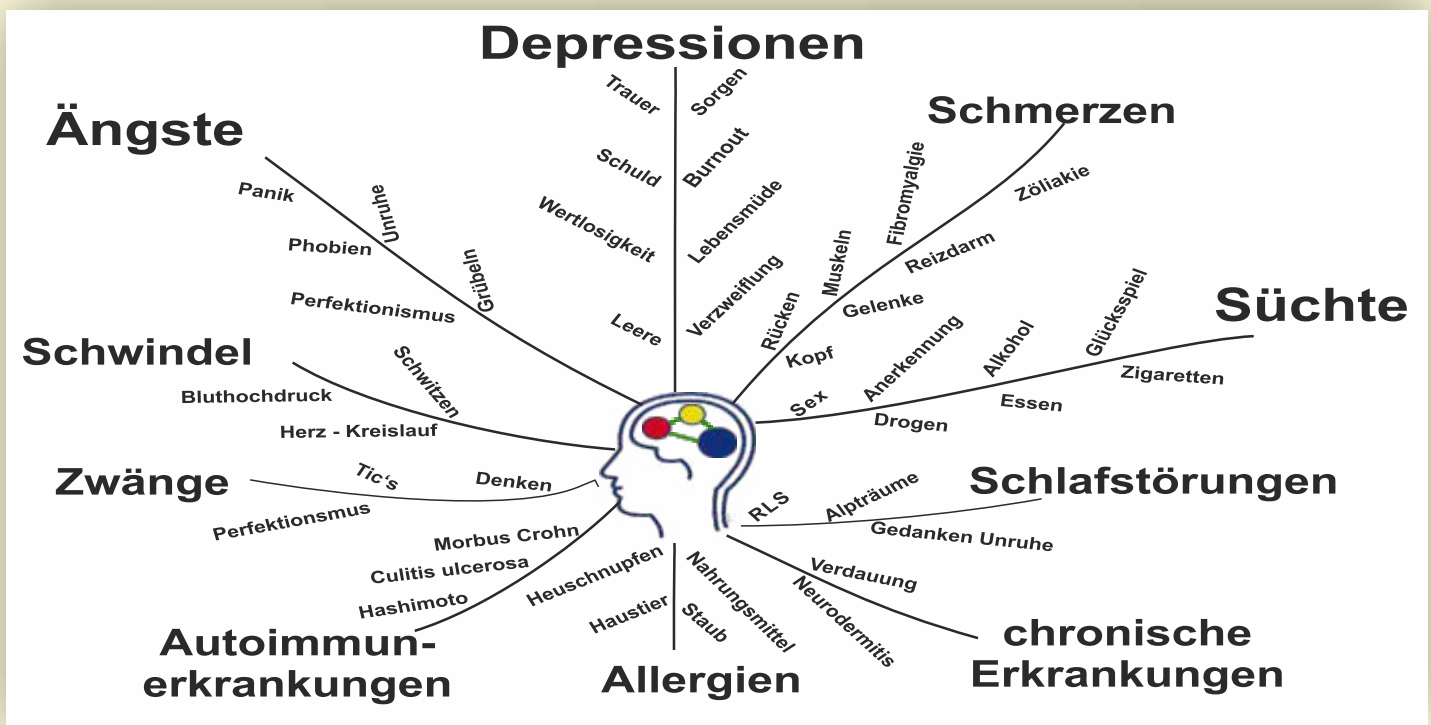 Depressionen
Trauer
Sorgen
Schuld
Burnout
Wertlosigkeit
Lebensmüde
Leere
Verzweiflung
Ängste
Panik
Unruhe
Phobien
Grübeln
Perfektionismus
Schmerzen
Zöliakie
Fibromyalgie
Reizdarm
Muskeln
Gelenke
Rücken
Kopf
Süchte
Glücksspiel
Zigaretten
Alkohol
Essen
Anerkennung
Drogen
Sex
Schwindel
Schwitzen
Bluthochdruck
Herz - Kreislauf
Zwänge
Tic‘s
Denken
Perfektionsmus
Schlafstörungen
RLS
Alpträume
Gedanken Unruhe
Morbus Crohn
Culitis ulcerosa
Hashimoto
Autoimmun-
erkrankungen
Heuschnupfen
Haustier
Nahrungsmittel
Staub
Allergien
Verdauung
Neurodermitis
chronische
Erkrankungen